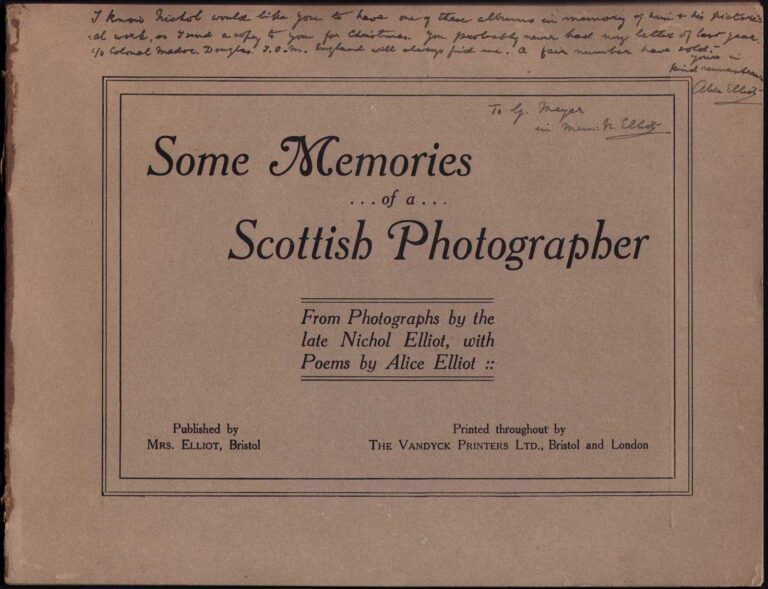 I know Nichol would like you to have one of these albums in memory of him & his pictori-
al work, so I send a copy to you for Christmas. You probably never had my letter of last year.
c/o Colonel Madoc. Douglas. I.O.M. England will always find me. A fair number have sold.
yours in
kind remembrance
Alice Elliot
To G. Meyer
in Mem: N. Elliot
Some Memories
...of a...
Scottish Photographer
From Photographs by the
late Nichol Elliot, with
Poems by Alice Elliot ::
Published by
MRS. ELLIOT, Bristol
Printed throughout by
THE VANDYCK PRINTERS LTD., Bristol and London